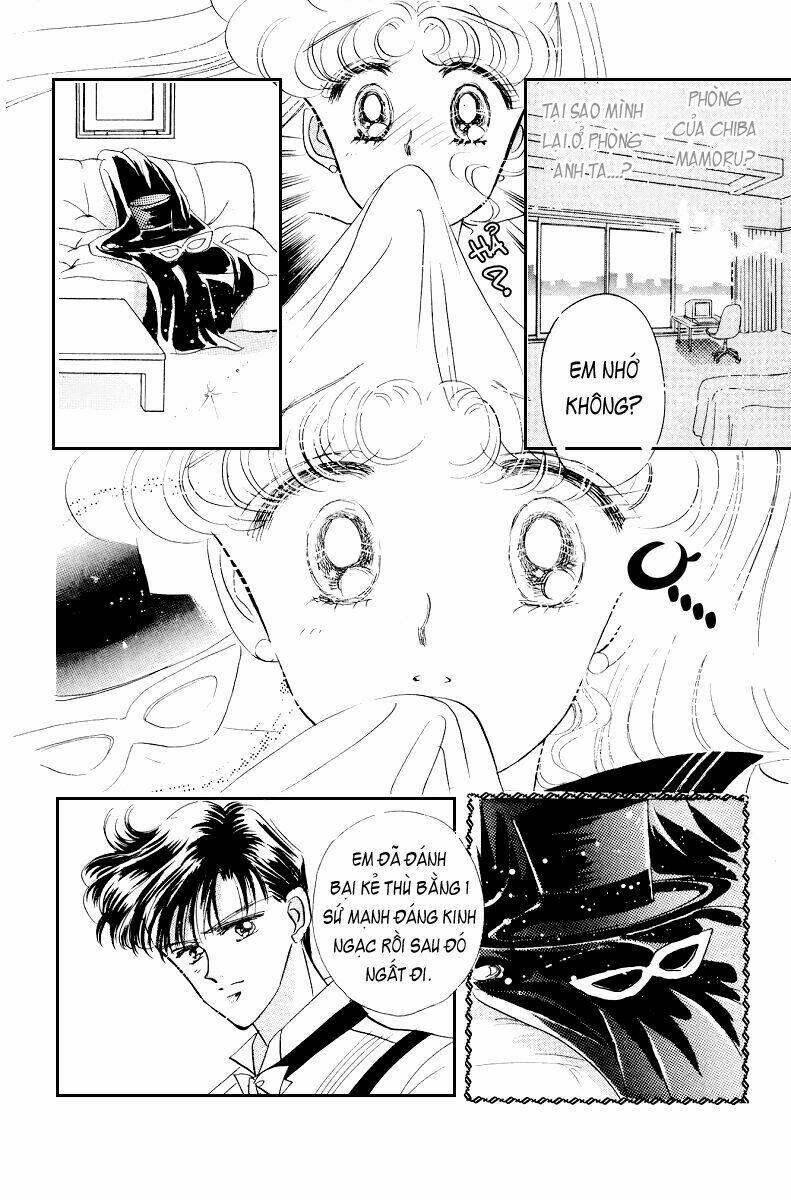 PHÒNG
CỦA CHIBA
MAMORU?
TẠI SAO MÌNH
LẠI Ở PHÒNG
ANH TA...?
HẢ
Ạ?
EM NHỚ
KHÔNG?
Ơ.....
EM ĐÃ ĐÁNH
BẠI KẺ THÙ BẰNG 1
SỨ MẠNH ĐÁNG KINH
NGẠC RỒI SAU ĐÓ
NGẤT ĐI.